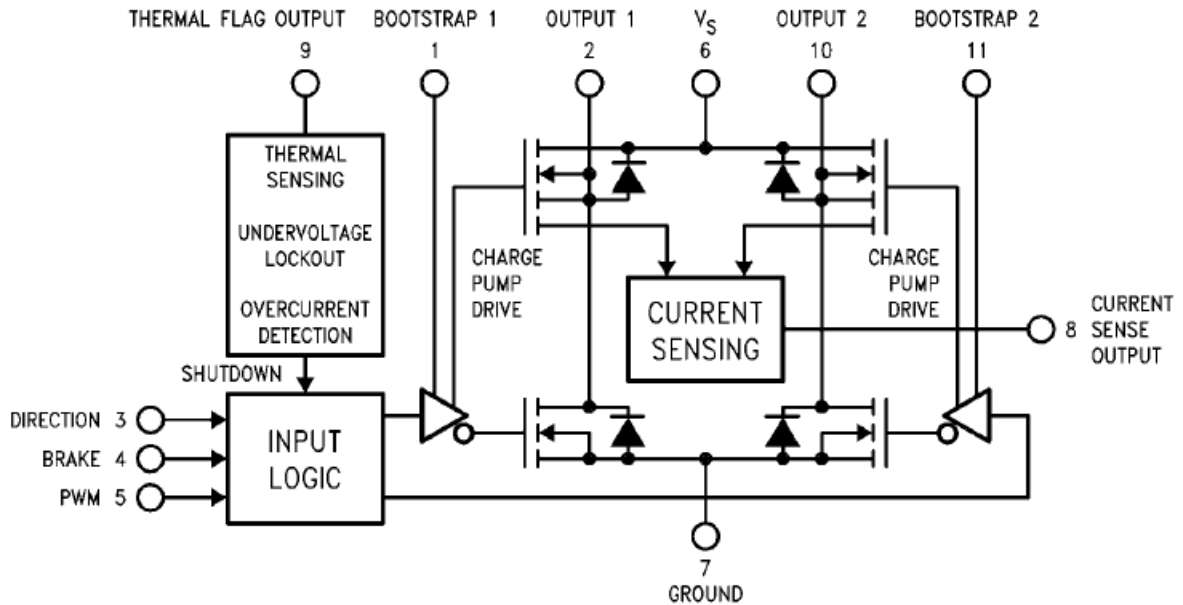 THERMAL FLAG OUTPUT
9
BOOTSTRAP 1
1
OUTPUT 1
2
VS
6
OUTPUT 2
10
BOOTSTRAP 2
11
THERMAL
SENSING
UNDERVOLTAGE
LOCKOUT
OVERCURRENT
DETECTION
CHARGE
PUMP
DRIVE
CURRENT
SENSING
CHARGE
PUMP
DRIVE
8 CURRENT
SENSE
OUTPUT
SHUTDOWN
DIRECTION 3
BRAKE 4
PWM 5
INPUT
LOGIC
7
GROUND